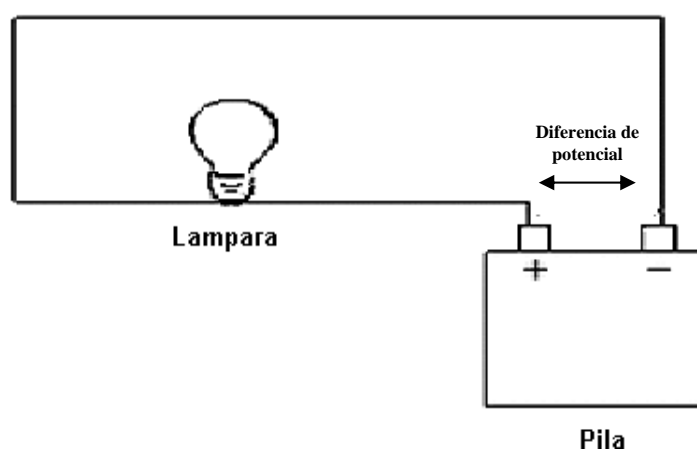 Diferencia de
potencial
Lampara
+ −
Pila